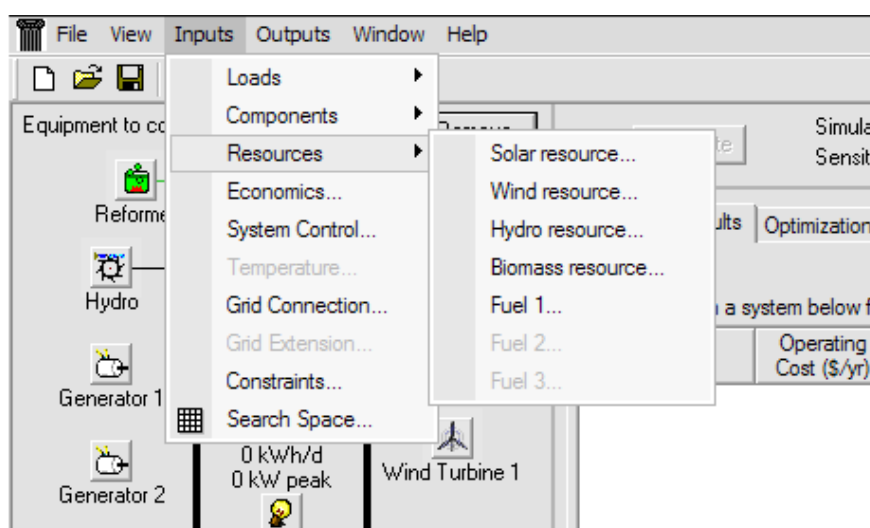 File View Inputs Outputs Window Help
Loads
Components
Resources
Economics...
System Control...
Temperature...
Grid Connection...
Grid Extension...
Constraints...
Search Space...
Solar resource...
Wind resource...
Hydro resource...
Biomass resource...
Fuel 1...
Fuel 2...
Fuel 3...
Equipment to co
Reforme
Hydro
Generator 1
Generator 2
0 kWh/d
0 kW peak
Wind Turbine 1
Simula
Sensit
ults Optimization
a system below f
Operating
Cost ($/yr)